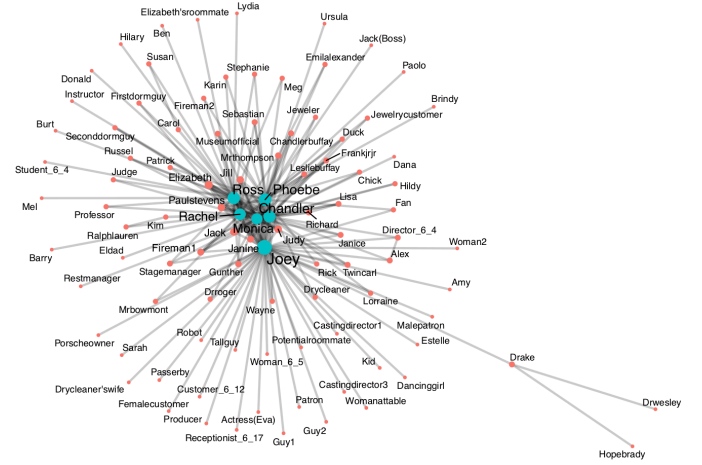 Lydia
Elizabeth'sroommate
Ursula
Ben
Hilary
Jack(Boss)
Susan
Emilalexander
Stephanie
Paolo
Donald
Karin
Meg
Instructor
Firstdormguy
Fireman2
Brindy
Sebastian
Jeweler
Jewelrycustomer
Burt
Carol
Seconddormguy
Museumofficial
Chandlerbuffay
Duck
Russel
Mrthompson
Frankjrjr
Patrick
Dana
Student_6_4
Judge
Elizabeth
Jill
Lesliebuffay
Chick
Hildy
Ross
Phoebe
Mel
Paulstevens
Lisa
Fan
Professor
Rachel
Chandler
Kim
Richard
Ralphlauren
Jack
Monica
Director_6_4
Judy
Janice
Woman2
Barry
Eldad
Fireman1
Janine
Alex
Joey
Stagemanager
Gunther
Rick
Twincarl
Restmanager
Amy
Drroger
Drycleaner
Lorraine
Mrbowmont
Wayne
Malepatron
Castingdirector1
Porscheowner
Robot
Tallguy
Potentialroommate
Estelle
Sarah
Drake
Woman_6_5
Kid
Passerby
Drycleaner'swife
Customer_6_12
Castingdirector3
Dancinggirl
Femalecustomer
Patron
Womanattable
Drwesley
Producer
Actress(Eva)
Receptionist_6_17
Guy1
Guy2
Hopebrady